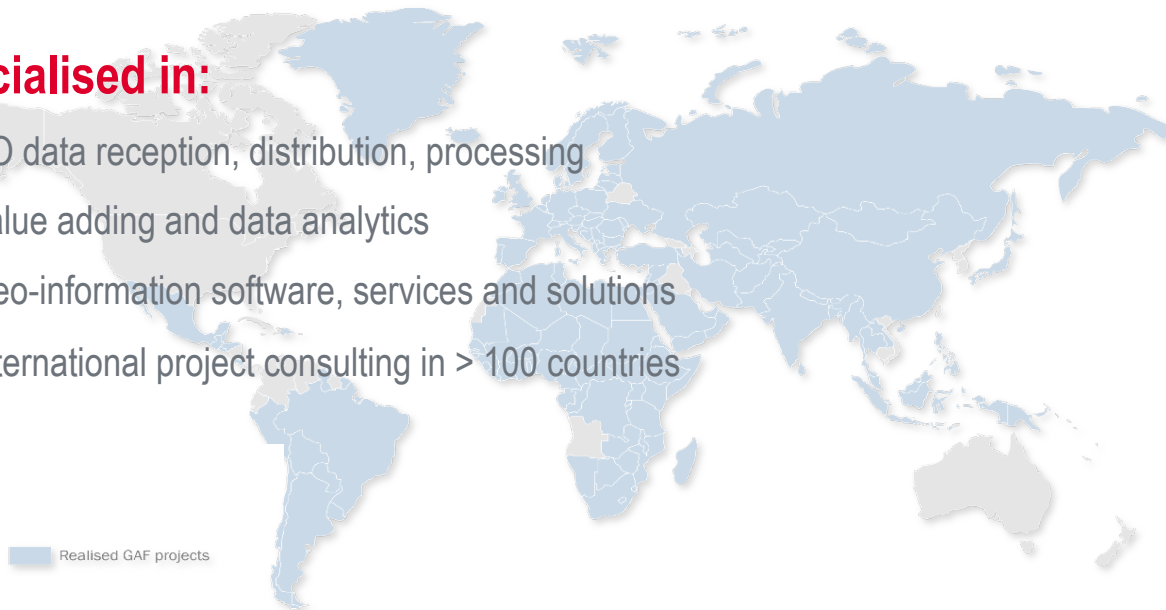 cialised in:
O data reception, distribution, processing
alue adding and data analytics
eo-information software, services and solutions
ternational project consulting in > 100 countries
Realised GAF projects